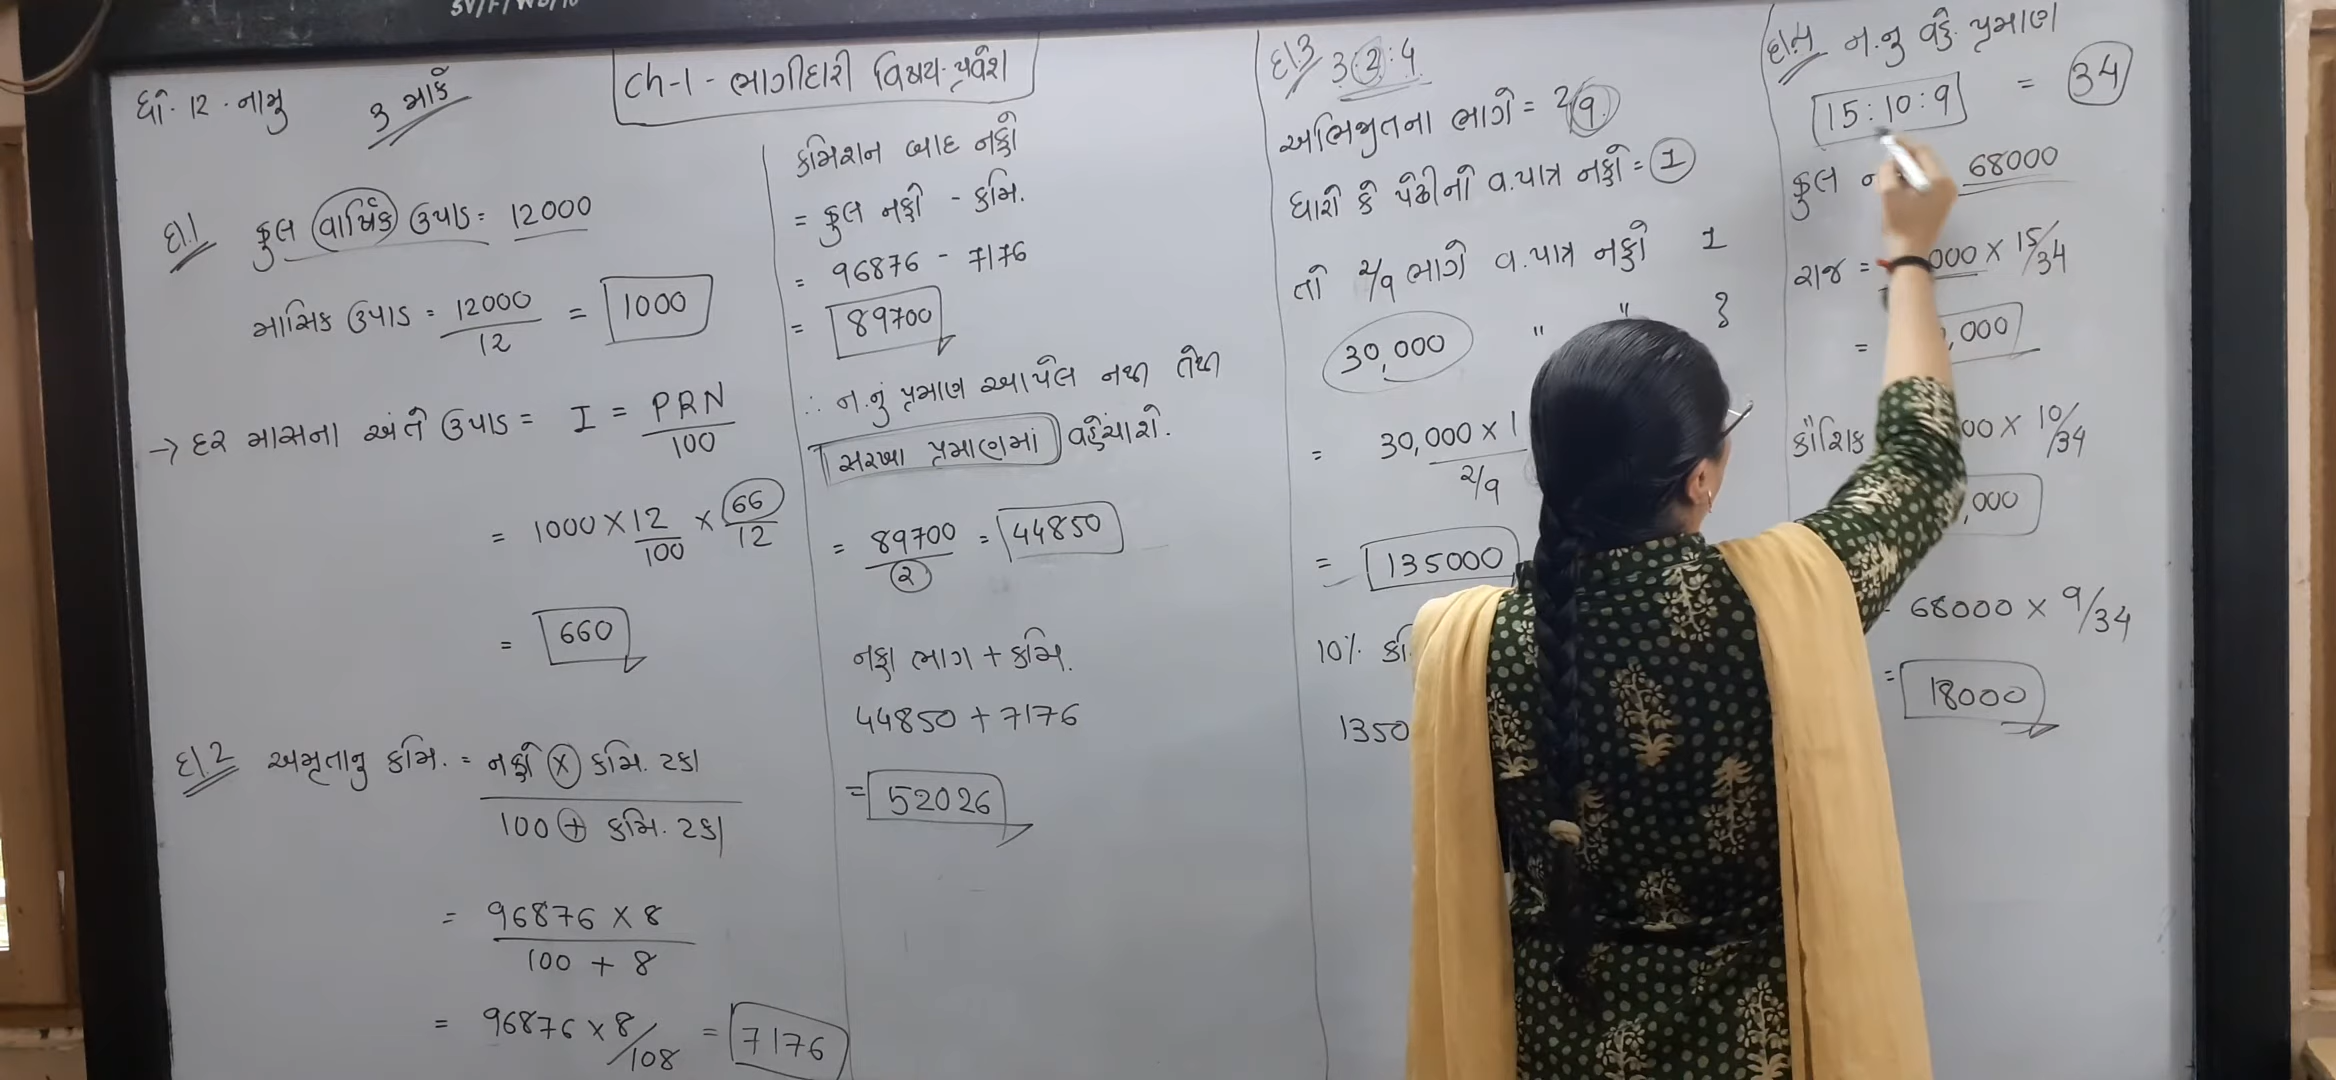 ધો. 12. નામુ
3 માર્ક
Ch-1 - ભાગીદારી વિષય-પ્રવેશ
દા.1 કુલ વાર્ષિક ઉપાડ = 12000
માસિક ઉપાડ = 12000/12 = 1000
→ દર માસના અંતે ઉપાડ = I = PRN/100
= 1000 × 12/100 × 66/12
= 660
દા.2 અમૃતાનુ કમિ. = નફો × કમિ. ટકા / 100 + કમિ. ટકા
= 96876 × 8 / 100 + 8
= 96876 × 8/108 = 7176
કમિશન બાદ નફો
= કુલ નફો - કમિ.
= 96876 - 7176
= 89700
∴ ન.નું પ્રમાણ આપેલ નથી તેથી
સરખા પ્રમાણમાં વહેંચાશે.
= 89700/2 = 44850
નફા ભાગ + કમિ.
44850 + 7176
= 52026
દા.3 3:2:4
અભિજીતના ભાગે = 2/9
ધારો કે પેઢીનો વ.પાત્ર નફો = 1
તો 2/9 ભાગે વ.પાત્ર નફો 1
30,000 " "
= 30,000 × 1 / 2/9
= 135000
10%
1350
દા.4 ન.નુ વહે. પ્રમાણ
15:10:9 = 34
કુલ 68000
રાજ = 000 × 15/34
= ,000
કૌશિક 00 × 10/34
,000
68000 × 9/34
= 18000